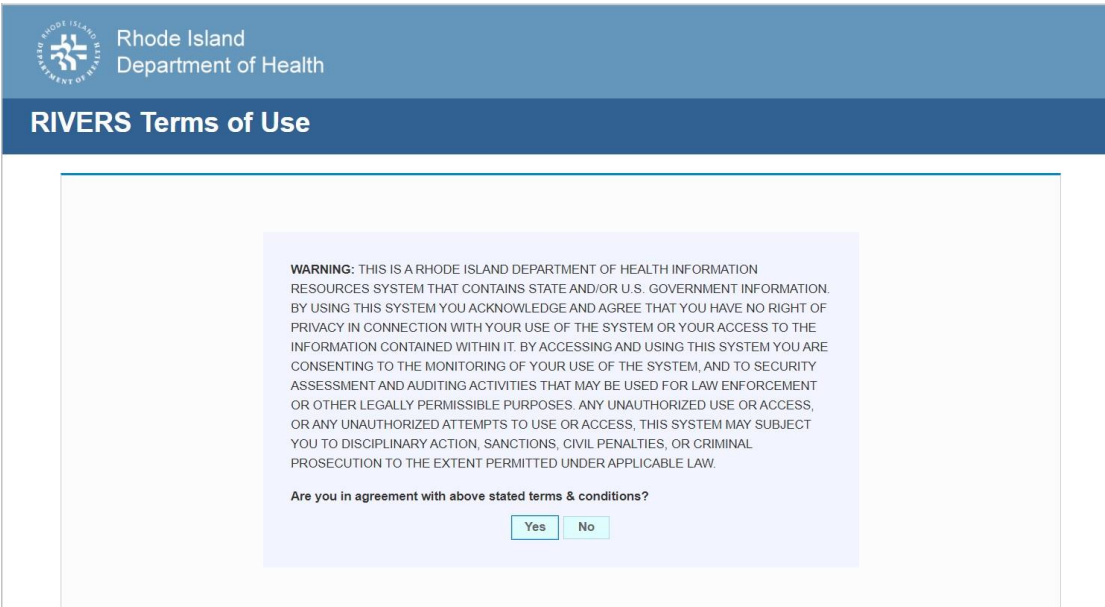 RHODE ISLAND
DEPARTMENT OF HEALTH
Rhode Island
Department of Health
RIVERS Terms of Use
WARNING: THIS IS A RHODE ISLAND DEPARTMENT OF HEALTH INFORMATION
RESOURCES SYSTEM THAT CONTAINS STATE AND/OR U.S. GOVERNMENT INFORMATION.
BY USING THIS SYSTEM YOU ACKNOWLEDGE AND AGREE THAT YOU HAVE NO RIGHT OF
PRIVACY IN CONNECTION WITH YOUR USE OF THE SYSTEM OR YOUR ACCESS TO THE
INFORMATION CONTAINED WITHIN IT. BY ACCESSING AND USING THIS SYSTEM YOU ARE
CONSENTING TO THE MONITORING OF YOUR USE OF THE SYSTEM, AND TO SECURITY
ASSESSMENT AND AUDITING ACTIVITIES THAT MAY BE USED FOR LAW ENFORCEMENT
OR OTHER LEGALLY PERMISSIBLE PURPOSES. ANY UNAUTHORIZED USE OR ACCESS,
OR ANY UNAUTHORIZED ATTEMPTS TO USE OR ACCESS, THIS SYSTEM MAY SUBJECT
YOU TO DISCIPLINARY ACTION, SANCTIONS, CIVIL PENALTIES, OR CRIMINAL
PROSECUTION TO THE EXTENT PERMITTED UNDER APPLICABLE LAW.
Are you in agreement with above stated terms & conditions?
Yes No